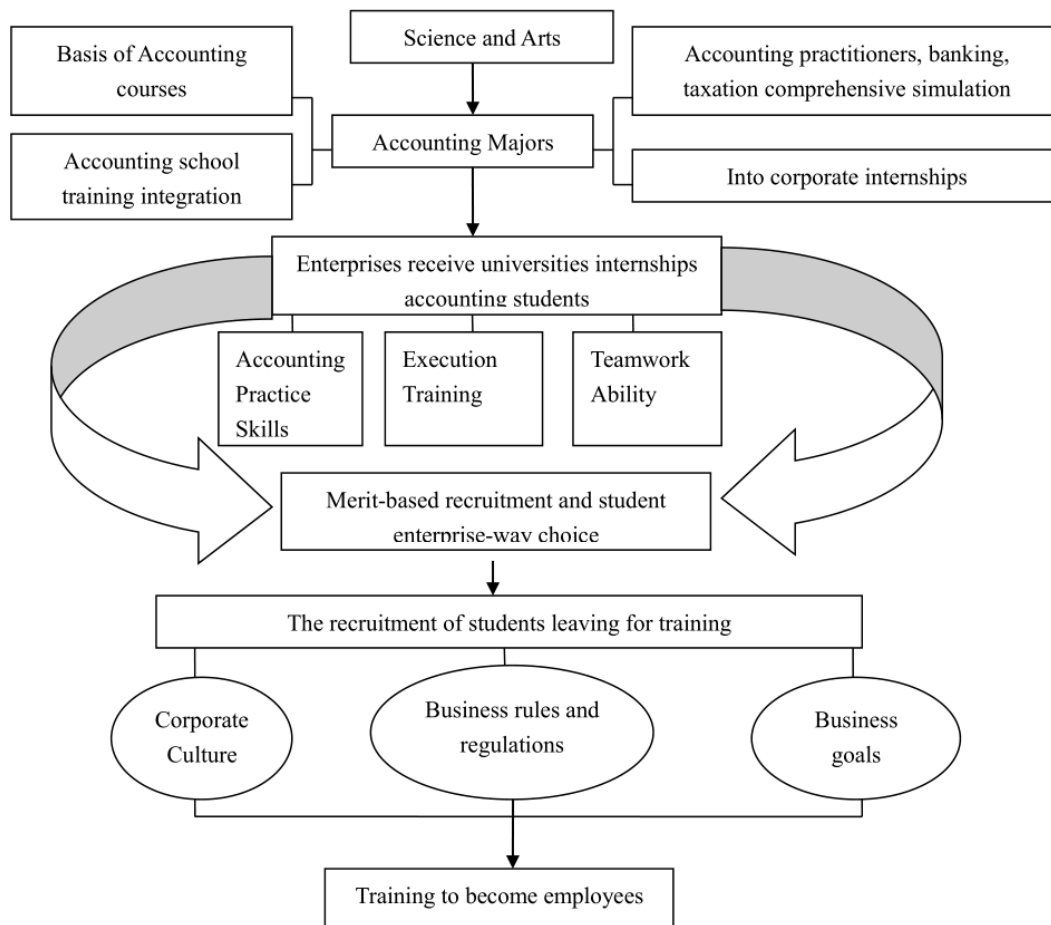 Science and Arts
Basis of Accounting
courses
Accounting practitioners, banking,
taxation comprehensive simulation
Accounting Majors
Accounting school
training integration
Into corporate internships
Enterprises receive universities internships
accounting students
Accounting
Practice
Skills
Execution
Training
Teamwork
Ability
Merit-based recruitment and student
enterprise-way choice
The recruitment of students leaving for training
Corporate
Culture
Business rules and
regulations
Business
goals
Training to become employees